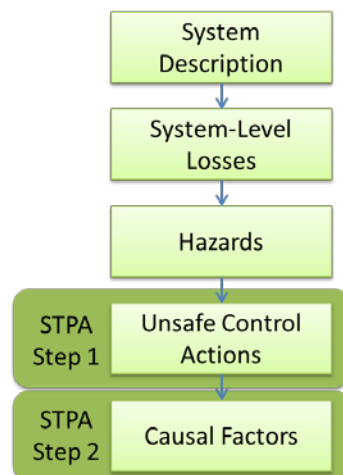 System
Description
System-Level
Losses
Hazards
STPA
Step 1
Unsafe Control
Actions
STPA
Step 2
Causal Factors